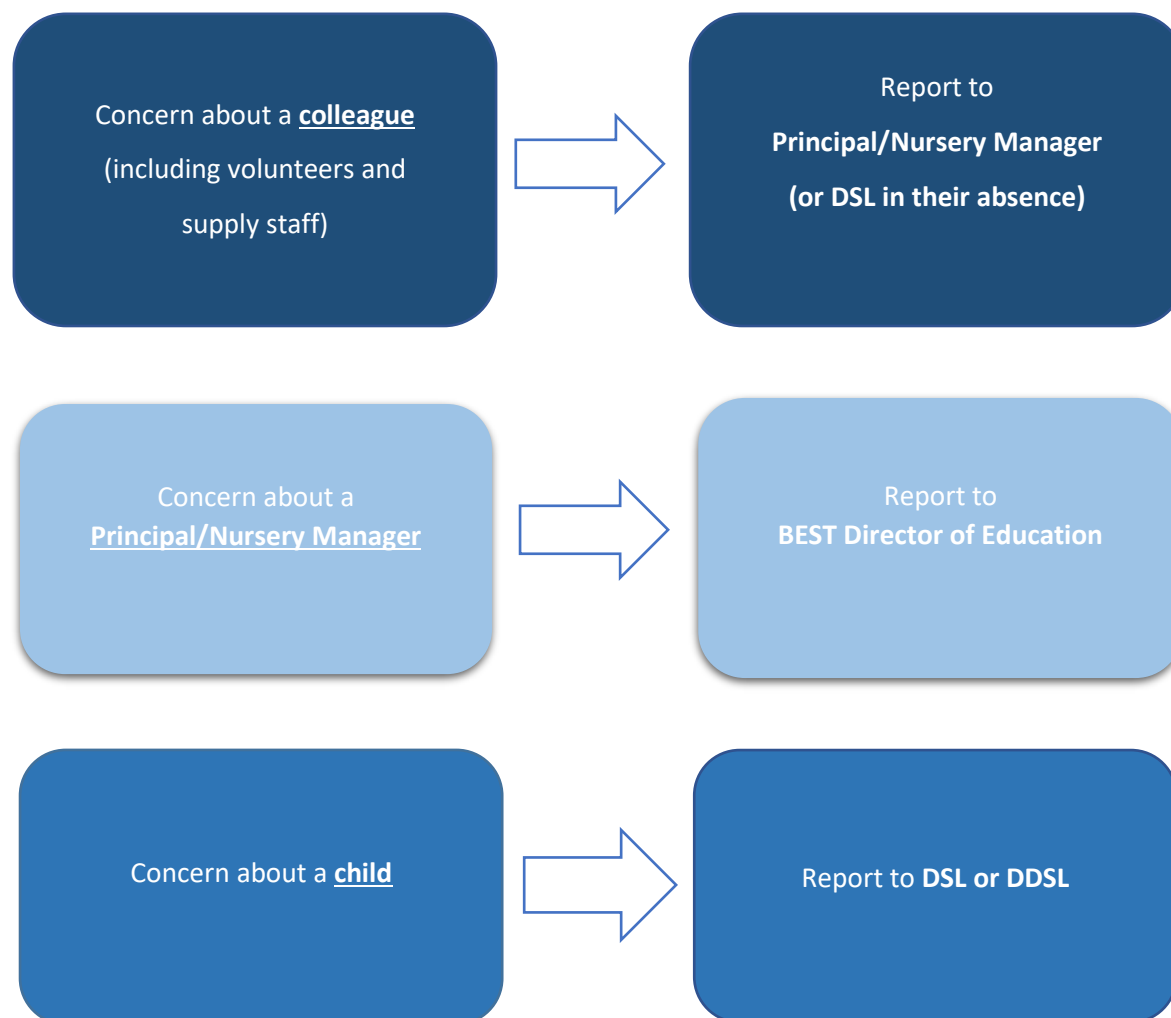 Concern about a colleague
(including volunteers and
supply staff)
Report to
Principal/Nursery Manager
(or DSL in their absence)
Concern about a
Principal/Nursery Manager
Report to
BEST Director of Education
Concern about a child
Report to DSL or DDSL